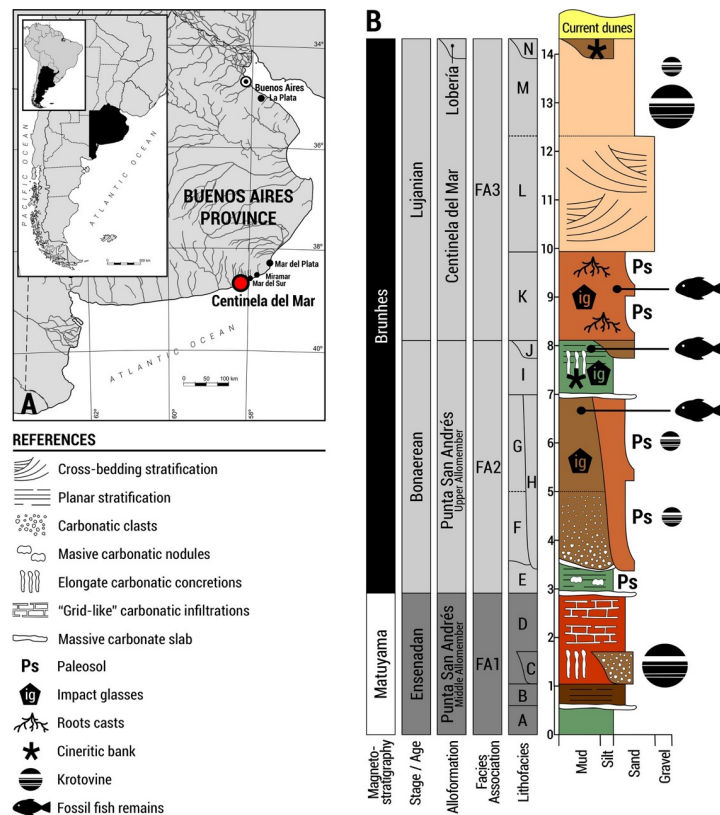 A
34°
36°
38°
40°
62°
60°
58°
PACIFIC OCEAN
ATLANTIC OCEAN
Buenos Aires
La Plata
BUENOS AIRES
PROVINCE
Mar del Plata
Miramar
Mar del Sur
Centinela del Mar
ATLANTIC OCEAN
0 50 100 km
REFERENCES
Cross-bedding stratification
Planar stratification
Carbonatic clasts
Masive carbonatic nodules
Elongate carbonatic concretions
"Grid-like" carbonatic infiltrations
Massive carbonate slab
Ps Paleosol
ig Impact glasses
Roots casts
Cineritic bank
Krotovine
Fossil fish remains
B
Current dunes
Brunhes
Matuyama
Lujanian
Bonaerean
Ensenadan
Lobería
Centinela del Mar
Punta San Andrés
Upper Allomember
Punta San Andrés
Middle Allomember
FA3
FA2
FA1
N
M
L
K
J
I
G
H
F
E
D
C
B
A
14
13
12
11
10
9
8
7
6
5
4
3
2
1
0
Ps
ig
Ps
ig
Ps
ig
Ps
Ps
Magneto-
stratigraphy
Stage / Age
Alloformation
Facies
Association
Lithofacies
Mud
Silt
Sand
Gravel